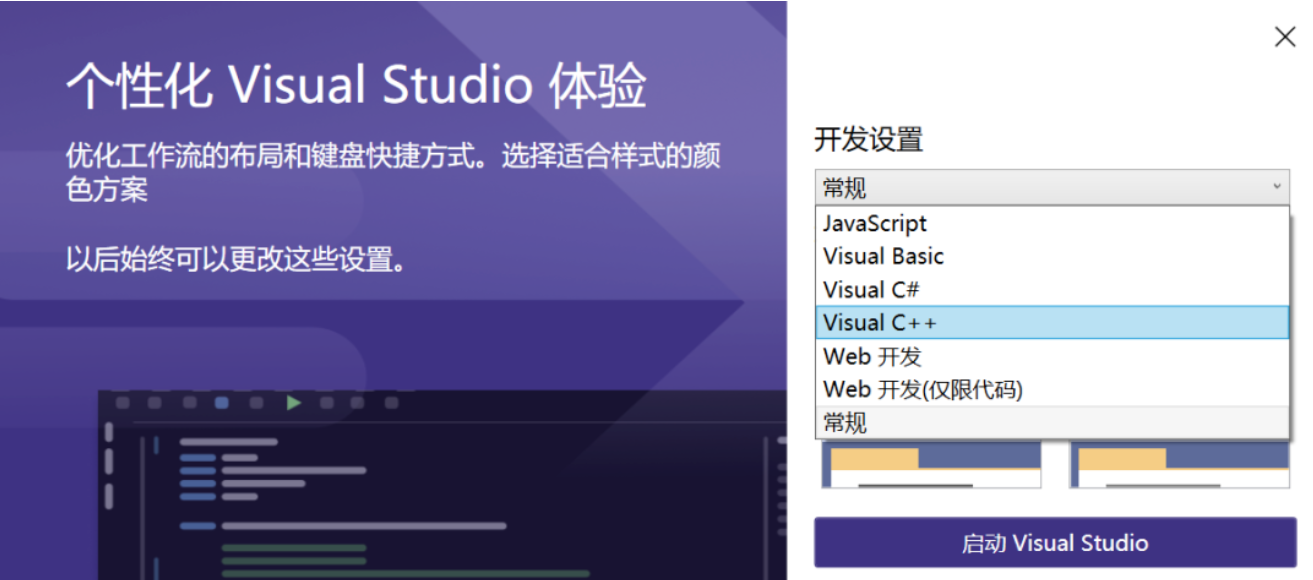 个性化 Visual Studio 体验
优化工作流的布局和键盘快捷方式。选择适合样式的颜
色方案
以后始终可以更改这些设置。
开发设置
常规
JavaScript
Visual Basic
Visual C#
Visual C++
Web 开发
Web 开发(仅限代码)
常规
启动 Visual Studio